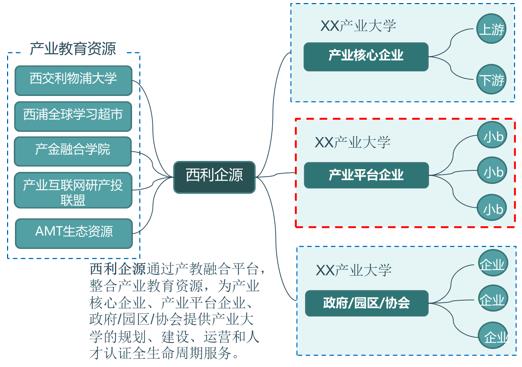 产业教育资源
西交利物浦大学
西浦全球学习超市
产金融合学院
产业互联网研产投
联盟
AMT生态资源
西利企源
西利企源通过产教融合平台，
整合产业教育资源，为产业
核心企业、产业平台企业、
政府/园区/协会提供产业大
学的规划、建设、运营和人
才认证全生命周期服务。
XX产业大学
产业核心企业
上游
下游
XX产业大学
产业平台企业
小b
小b
小b
XX产业大学
政府/园区/协会
企业
企业
企业